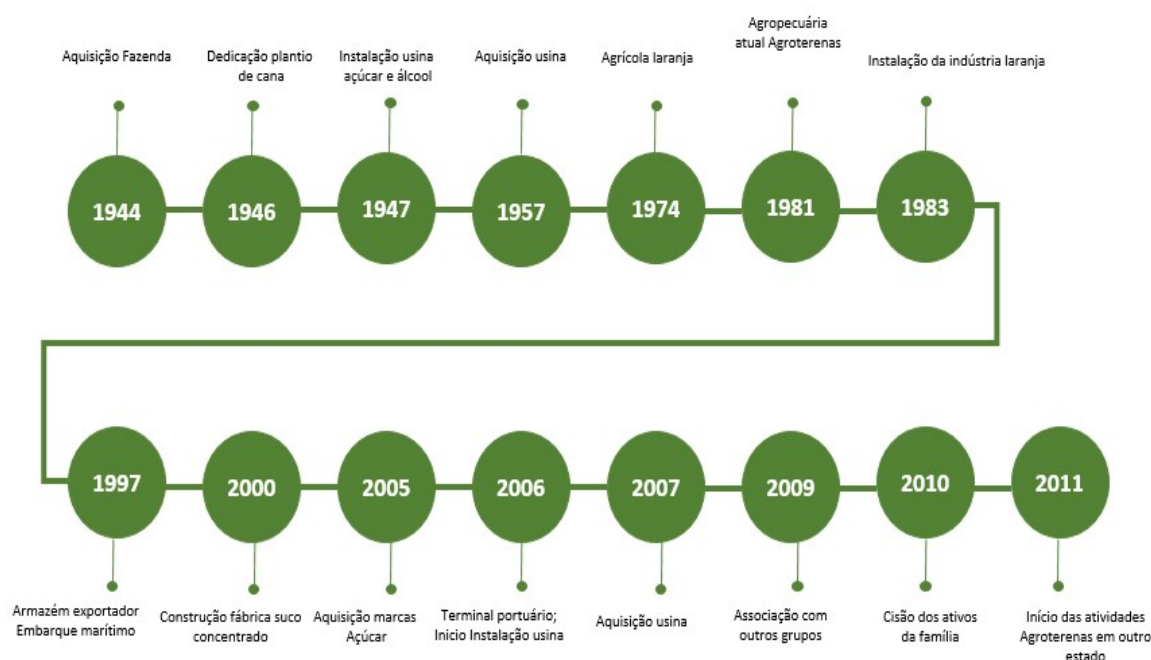 Aquisição Fazenda
Dedicação plantio
de cana
Instalação usina
açúcar e álcool
Aquisição usina
Agrícola laranja
Agropecuária
atual Agroterenas
Instalação da indústria laranja
1944
1946
1947
1957
1974
1981
1983
1997
2000
2005
2006
2007
2009
2010
2011
Armazém exportador
Embarque marítimo
Construção fábrica suco
concentrado
Aquisição marcas
Açúcar
Terminal portuário;
Inicio Instalação usina
Aquisição usina
Associação com
outros grupos
Cisão dos ativos
da família
Início das atividades
Agroterenas em outro
estado